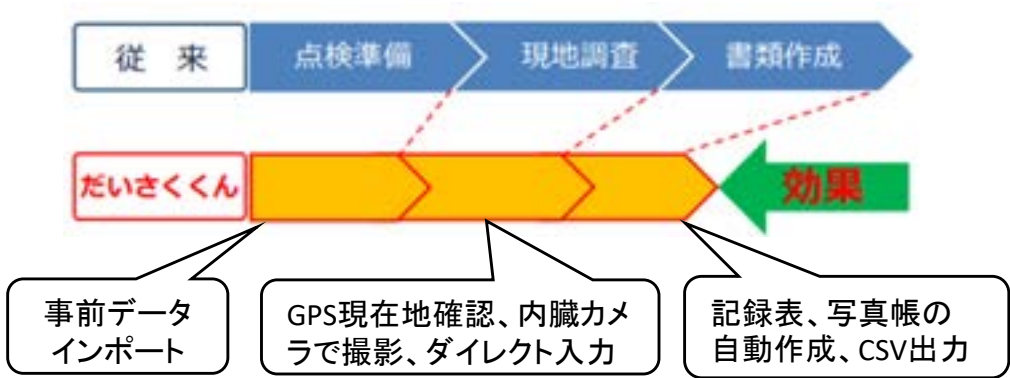 従　来
点検準備
現地調査
書類作成
だいさくくん
効果
事前データ
インポート
GPS現在地確認、内臓カメ
ラで撮影、ダイレクト入力
記録表、写真帳の
自動作成、CSV出力